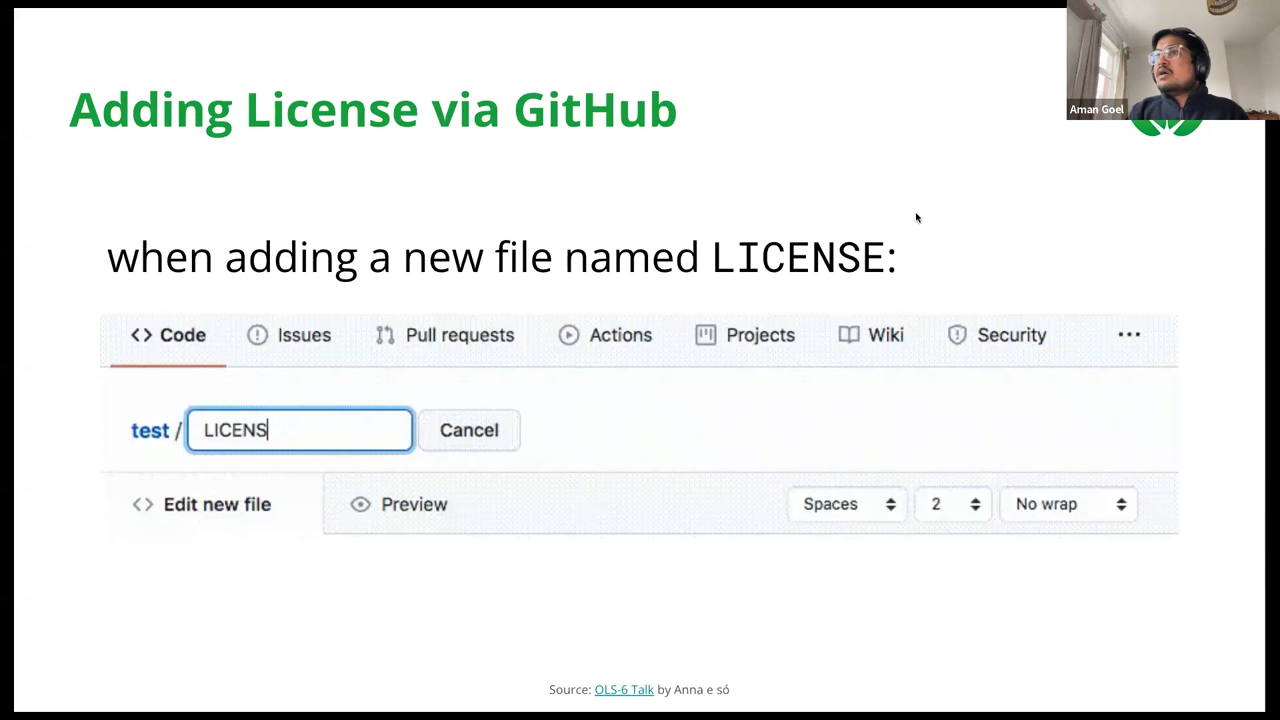 Aman Goel
Adding License via GitHub
when adding a new file named LICENSE:
Code Issues Pull requests Actions Projects Wiki Security ...
test / LICENS Cancel
Edit new file Preview Spaces 2 No wrap
Source: OLS-6 Talk by Anna e só